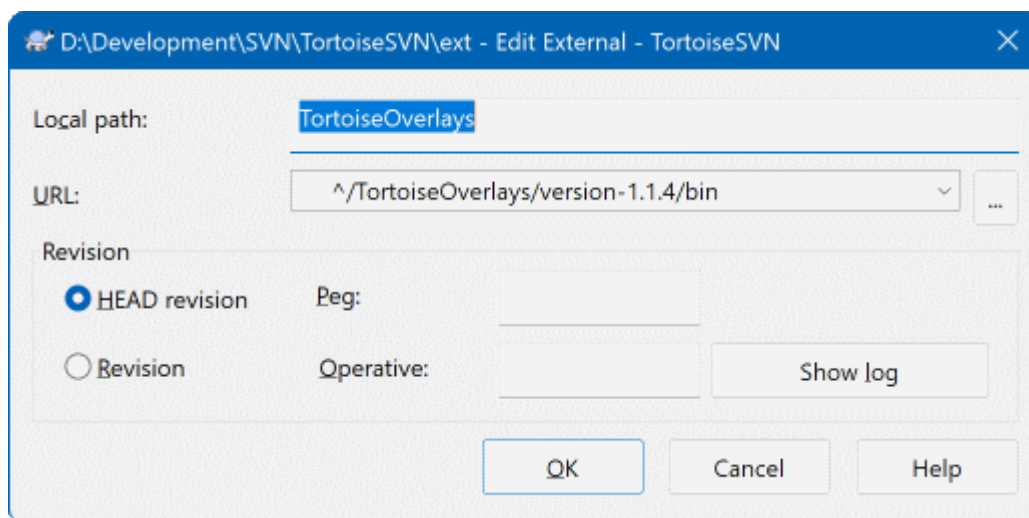 D:\Development\SVN\TortoiseSVN\ext - Edit External - TortoiseSVN
Local path: TortoiseOverlays
URL: ^/TortoiseOverlays/version-1.1.4/bin ...
Revision
HEAD revision Peg:
Revision Operative: Show log
OK Cancel Help